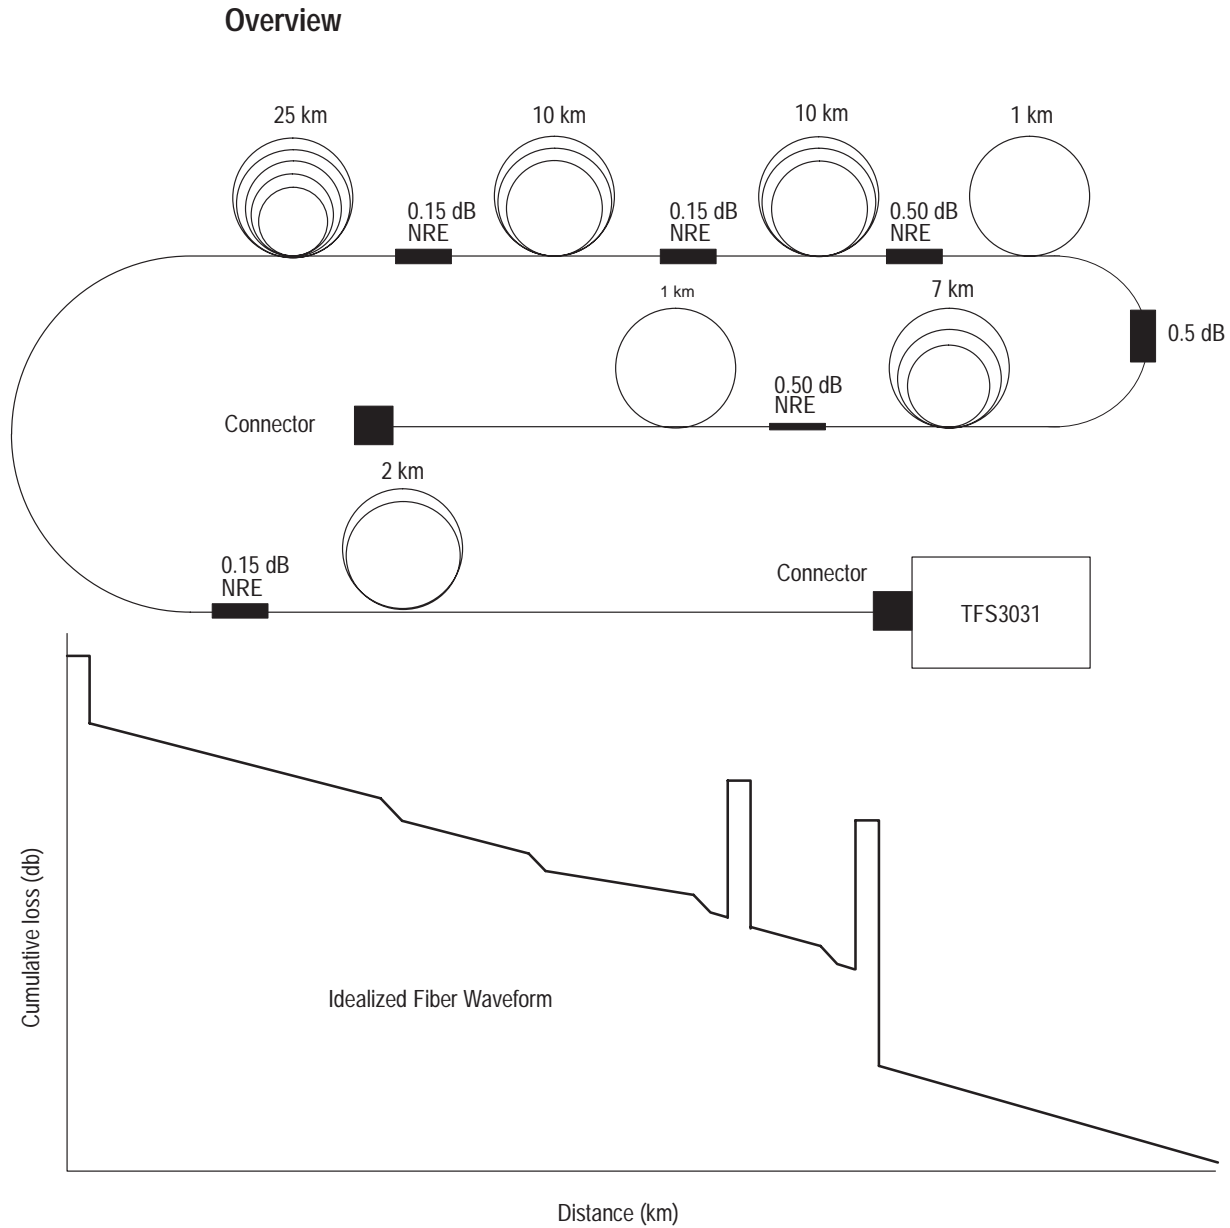 Overview
25 km
10 km
10 km
1 km
0.15 dB
NRE
0.15 dB
NRE
0.50 dB
NRE
1 km
7 km
0.5 dB
0.50 dB
NRE
Connector
2 km
0.15 dB
NRE
Connector
TFS3031
Cumulative loss (db)
Idealized Fiber Waveform
Distance (km)